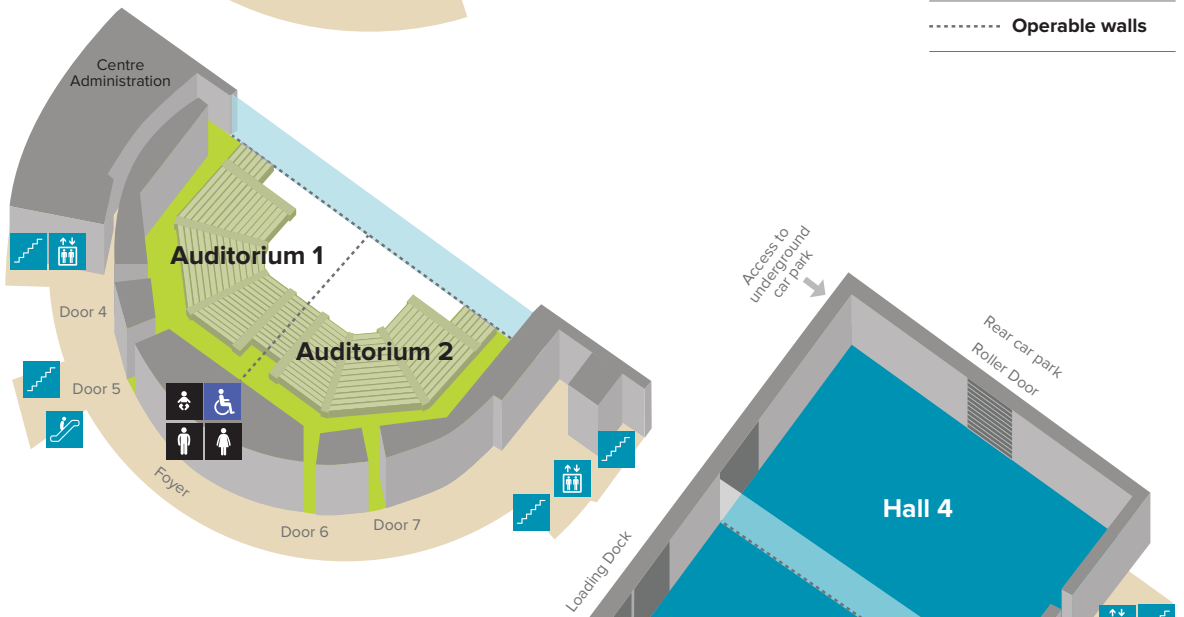 Operable walls
Centre
Administration
Auditorium 1
Auditorium 2
Door 4
Door 5
Foyer
Door 6
Door 7
Access to
underground
car park
Rear car park
Roller Door
Hall 4
Loading Dock